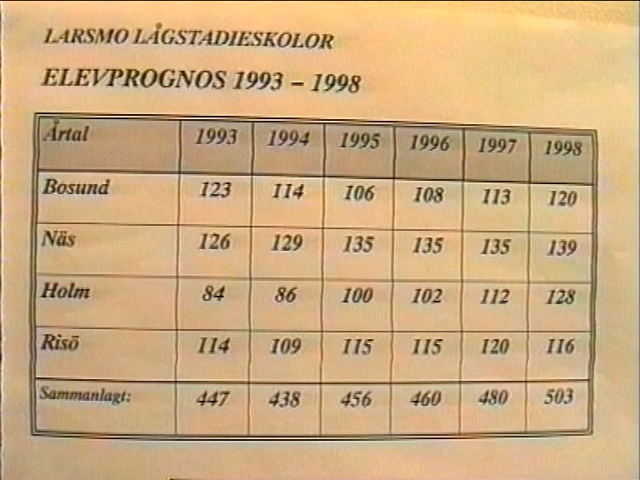 LARSMO LÅGSTADIESKOLOR
ELEVPROGNOS 1993 – 1998
Årtal 1993 1994 1995 1996 1997 1998
Bosund 123 114 106 108 113 120
Näs 126 129 135 135 135 139
Holm 84 86 100 102 112 128
Risö 114 109 115 115 120 116
Sammanlagt: 447 438 456 460 480 503